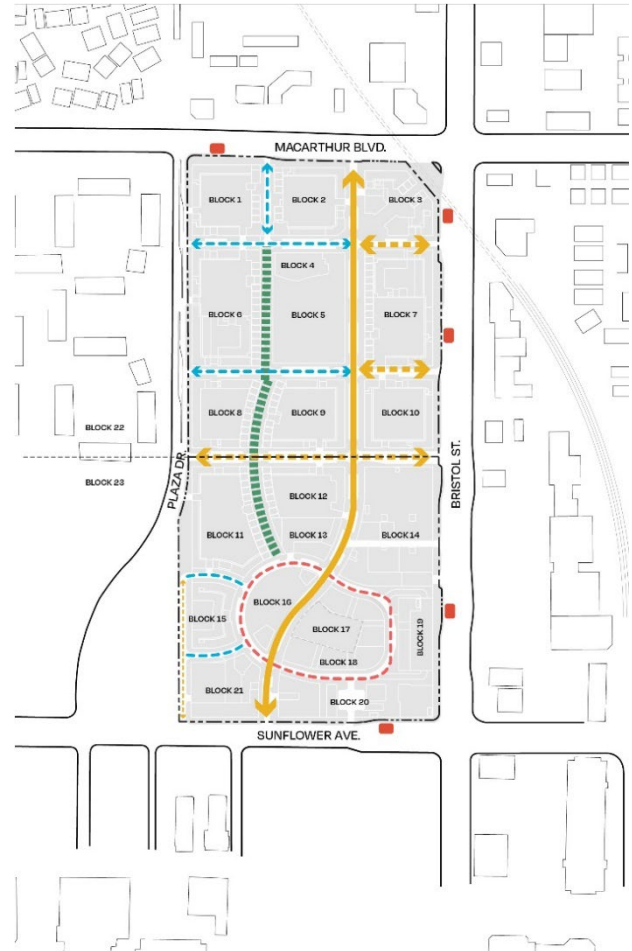 MACARTHUR BLVD.
BLOCK 1
BLOCK 2
BLOCK 3
BLOCK 4
BLOCK 6
BLOCK 5
BLOCK 7
BLOCK 8
BLOCK 9
BLOCK 10
BLOCK 22
BLOCK 23
PLAZA DR.
BRISTOL ST.
BLOCK 12
BLOCK 11
BLOCK 13
BLOCK 14
BLOCK 16
BLOCK 15
BLOCK 17
BLOCK 19
BLOCK 18
BLOCK 21
BLOCK 20
SUNFLOWER AVE.